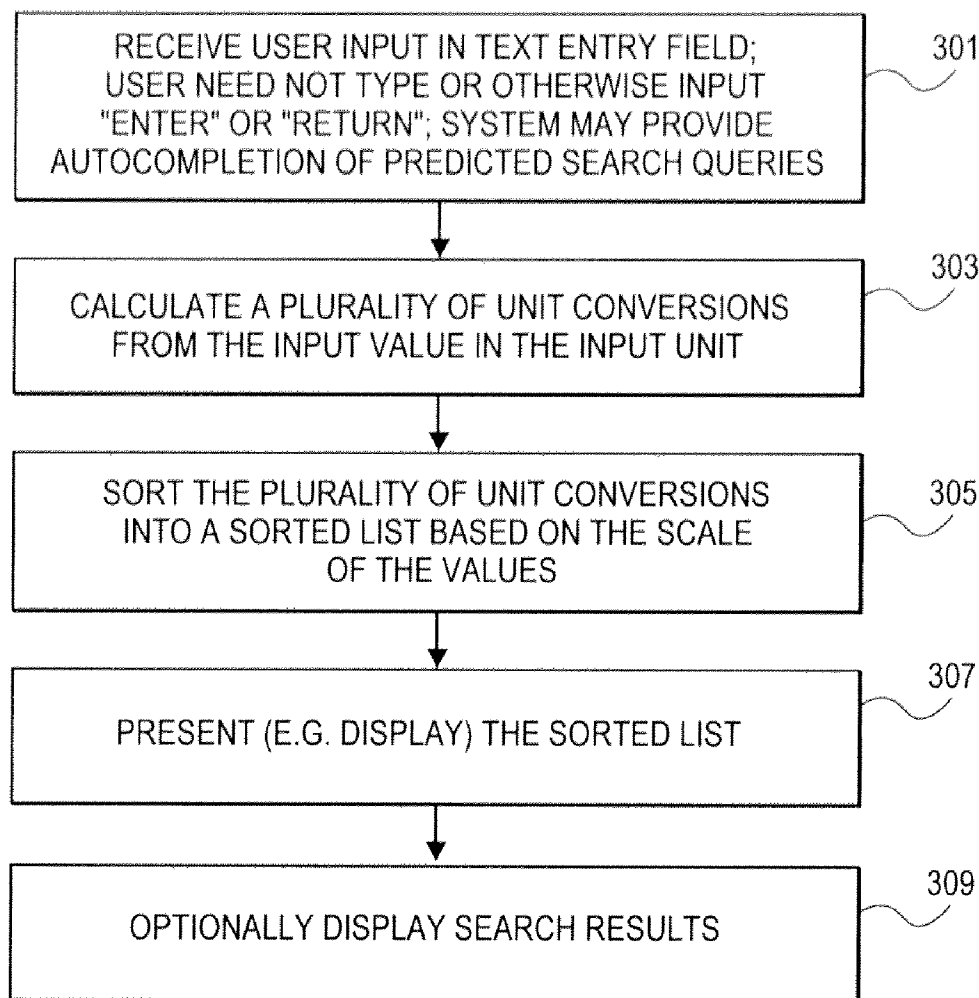 RECEIVE USER INPUT IN TEXT ENTRY FIELD;
USER NEED NOT TYPE OR OTHERWISE INPUT
"ENTER" OR "RETURN"; SYSTEM MAY PROVIDE
AUTOCOMPLETION OF PREDICTED SEARCH QUERIES
301
CALCULATE A PLURALITY OF UNIT CONVERSIONS
FROM THE INPUT VALUE IN THE INPUT UNIT
303
SORT THE PLURALITY OF UNIT CONVERSIONS
INTO A SORTED LIST BASED ON THE SCALE
OF THE VALUES
305
PRESENT (E.G. DISPLAY) THE SORTED LIST
307
OPTIONALLY DISPLAY SEARCH RESULTS
309